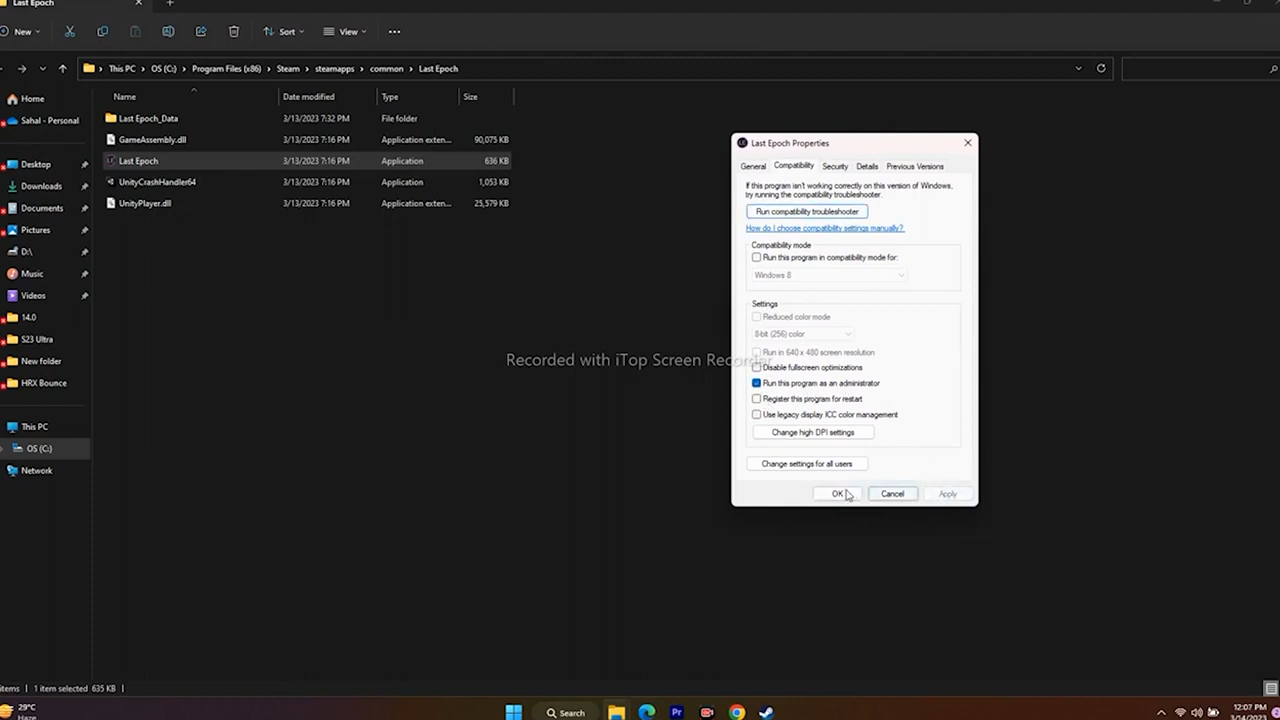 Last Epoch
New
Sort
View
This PC > OS (C:) > Program Files (x86) > Steam > steamapps > common > Last Epoch
Name Date modified Type Size
Last Epoch_Data 3/13/2023 7:32 PM File folder
GameAssembly.dll 3/13/2023 7:16 PM Application exten... 90,075 KB
Last Epoch 3/13/2023 7:16 PM Application 636 KB
UnityCrashHandler64 3/13/2023 7:16 PM Application
3/13/2023 7:16 PM Application exten... 25,579 KB
Home
Sahal - Personal
Desktop
Downloads
Documen
Pictures
D:\
Music
Videos
14.0
S23 Ultra
New folder
HRX Bounce
This PC
OS (C:)
Network
Last Epoch Properties
General Compatibility Security Details Previous Versions
If this program isn't working correctly on this version of Windows,
try running the compatibility troubleshooter.
Run compatibility troubleshooter
How do I choose compatibility settings manually?
Compatibility mode
Run this program in compatibility mode for:
Windows 8
Settings
Reduced color mode
8-bit (256) color
Run in 640 x 480 screen resolution
Recorded with iTop Screen Recorder
Disable fullscreen optimizations
Run this program as an administrator
Register this program for restart
Use legacy display ICC color management
Change high DPI settings
Change settings for all users
OK Cancel Apply
items 1 item selected 635 KB
29°C
Haze
Search
12:07 PM